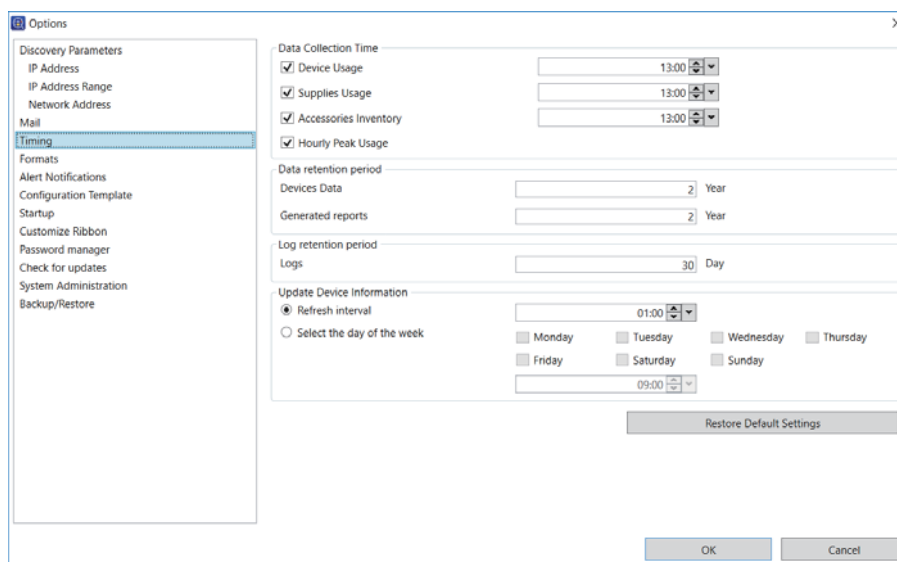 Options
Discovery Parameters
IP Address
IP Address Range
Network Address
Mail
Timing
Formats
Alert Notifications
Configuration Template
Startup
Customize Ribbon
Password manager
Check for updates
System Administration
Backup/Restore
Data Collection Time
Device Usage 13:00
Supplies Usage 13:00
Accessories Inventory 13:00
Hourly Peak Usage
Data retention period
Devices Data 2 Year
Generated reports 2 Year
Log retention period
Logs 30 Day
Update Device Information
Refresh interval 01:00
Select the day of the week
Monday Tuesday Wednesday Thursday
Friday Saturday Sunday
09:00
Restore Default Settings
OK Cancel